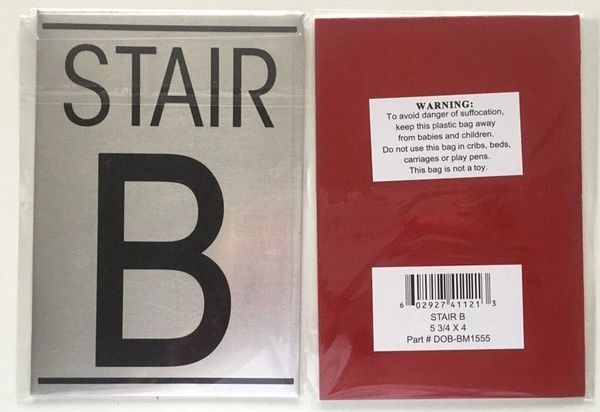 STAIR
B
WARNING:
To avoid danger of suffocation,
keep this plastic bag away
from babies and children.
Do not use this bag in cribs, beds,
carriages or play pens.
This bag is not a toy.
6 02927 41121 3
STAIR B
5 3/4 X 4
Part # DOB-BM1555